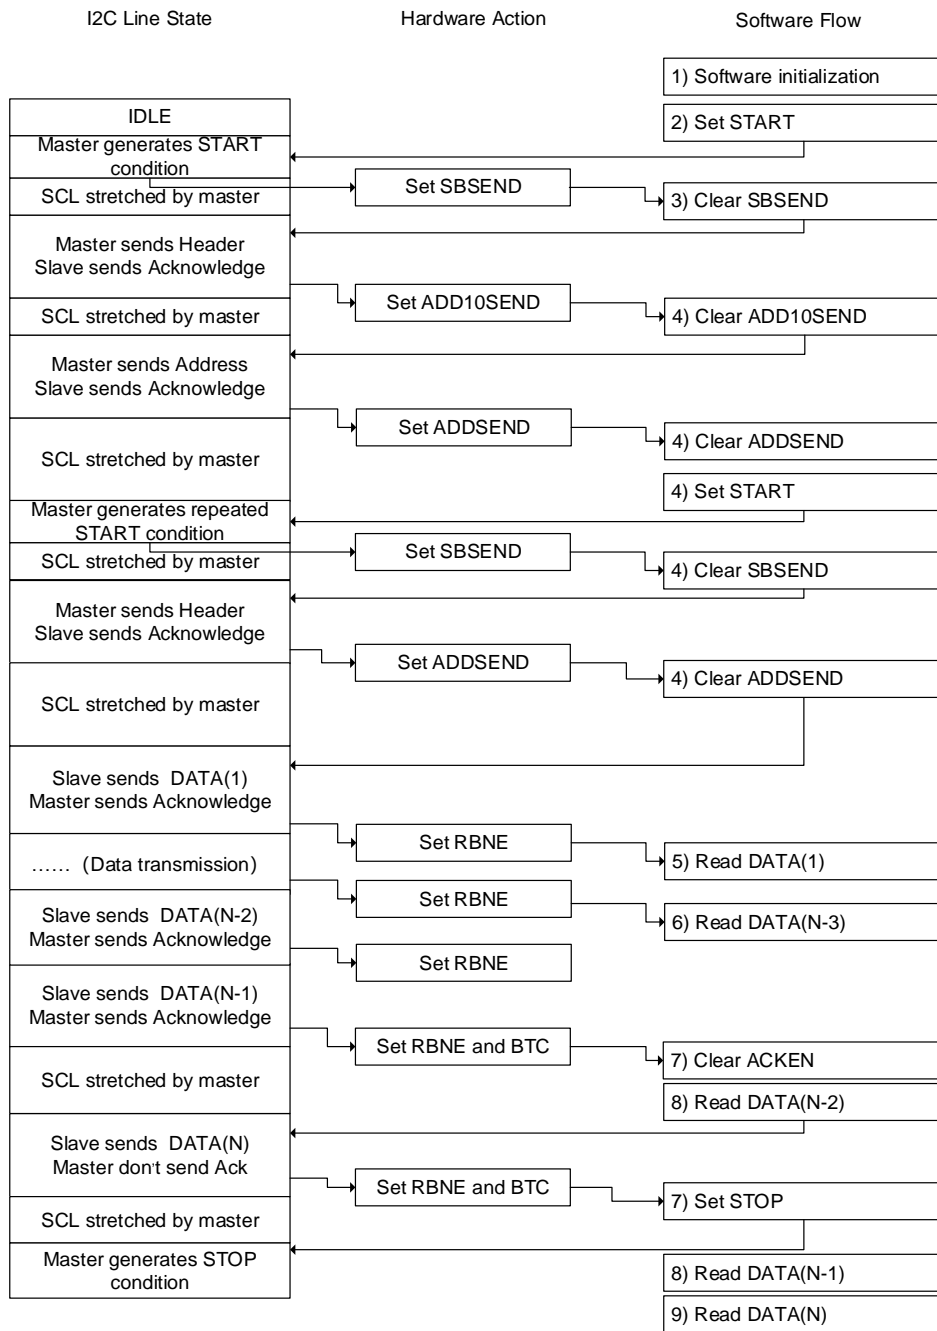 I2C Line State
Hardware Action
Software Flow
1) Software initialization
IDLE
2) Set START
Master generates START
condition
SCL stretched by master
Set SBSEND
3) Clear SBSEND
Master sends Header
Slave sends Acknowledge
SCL stretched by master
Set ADD10SEND
4) Clear ADD10SEND
Master sends Address
Slave sends Acknowledge
Set ADDSEND
4) Clear ADDSEND
SCL stretched by master
4) Set START
Master generates repeated
START condition
SCL stretched by master
Set SBSEND
4) Clear SBSEND
Master sends Header
Slave sends Acknowledge
Set ADDSEND
4) Clear ADDSEND
SCL stretched by master
Slave sends DATA(1)
Master sends Acknowledge
Set RBNE
5) Read DATA(1)
...... (Data transmission)
Set RBNE
6) Read DATA(N-3)
Slave sends DATA(N-2)
Master sends Acknowledge
Set RBNE
Slave sends DATA(N-1)
Master sends Acknowledge
Set RBNE and BTC
7) Clear ACKEN
SCL stretched by master
8) Read DATA(N-2)
Slave sends DATA(N)
Master don't send Ack
Set RBNE and BTC
7) Set STOP
SCL stretched by master
Master generates STOP
condition
8) Read DATA(N-1)
9) Read DATA(N)